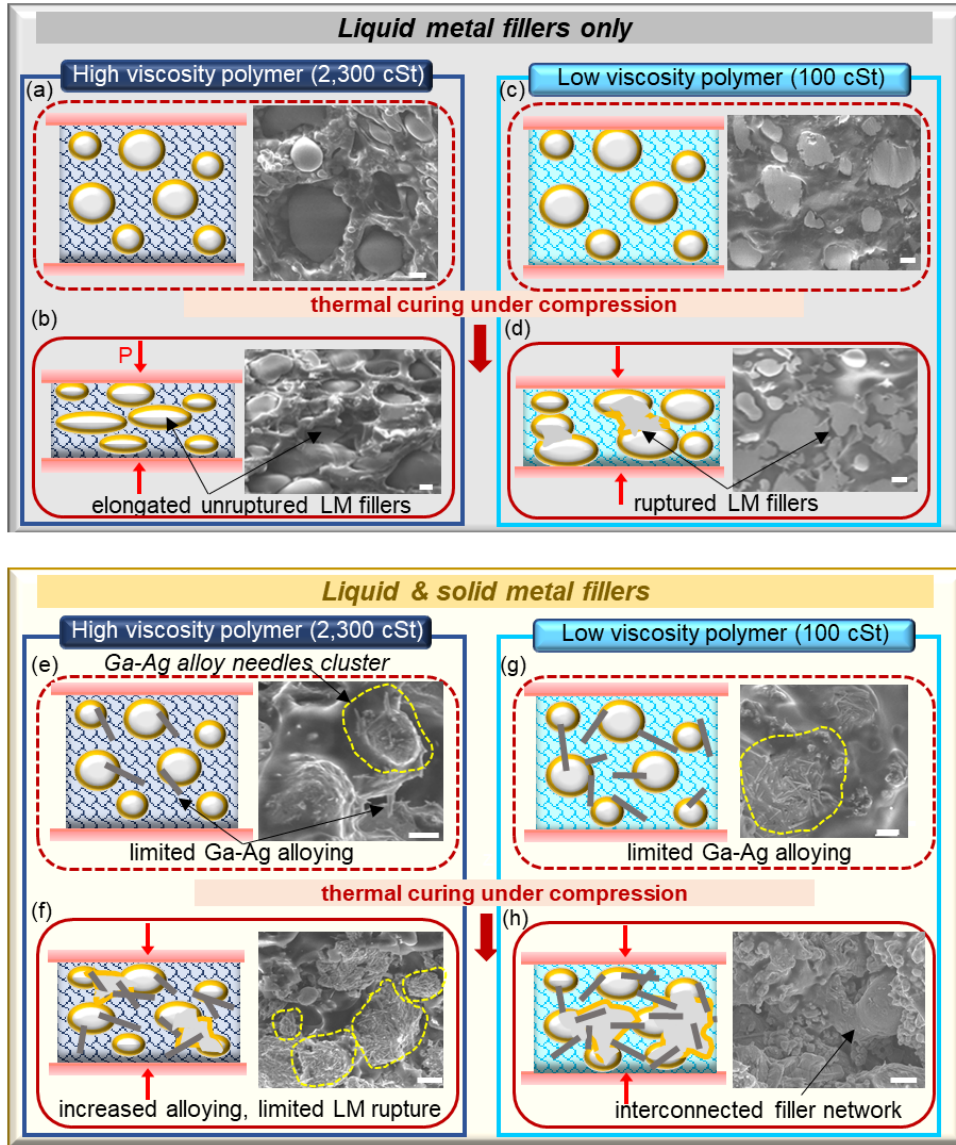 Liquid metal fillers only
High viscosity polymer (2,300 cSt)
Low viscosity polymer (100 cSt)
(a)
(c)
thermal curing under compression
(b)
(d)
P
elongated unruptured LM fillers
ruptured LM fillers
Liquid & solid metal fillers
High viscosity polymer (2,300 cSt)
Low viscosity polymer (100 cSt)
(e)
Ga-Ag alloy needles cluster
(g)
limited Ga-Ag alloying
limited Ga-Ag alloying
thermal curing under compression
(f)
(h)
increased alloying, limited LM rupture
interconnected filler network